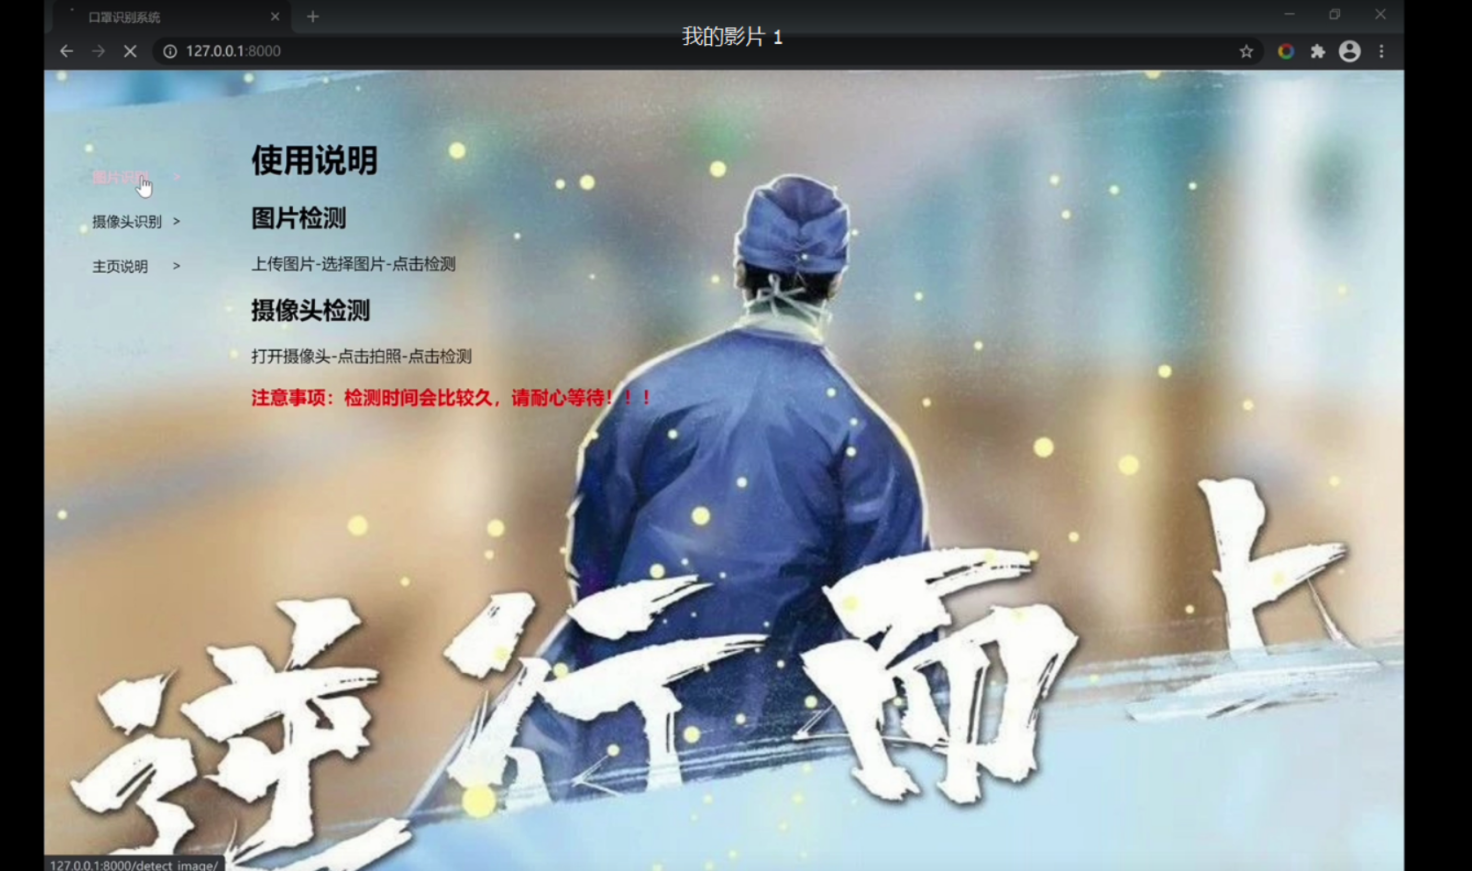 口罩识别系统
我的影片 1
127.0.0.1:8000
图片识别 >
摄像头识别 >
主页说明 >
使用说明
图片检测
上传图片-选择图片-点击检测
摄像头检测
打开摄像头-点击拍照-点击检测
注意事项：检测时间会比较久，请耐心等待！！！
逆行而上
127.0.0.1:8000/detect_image/